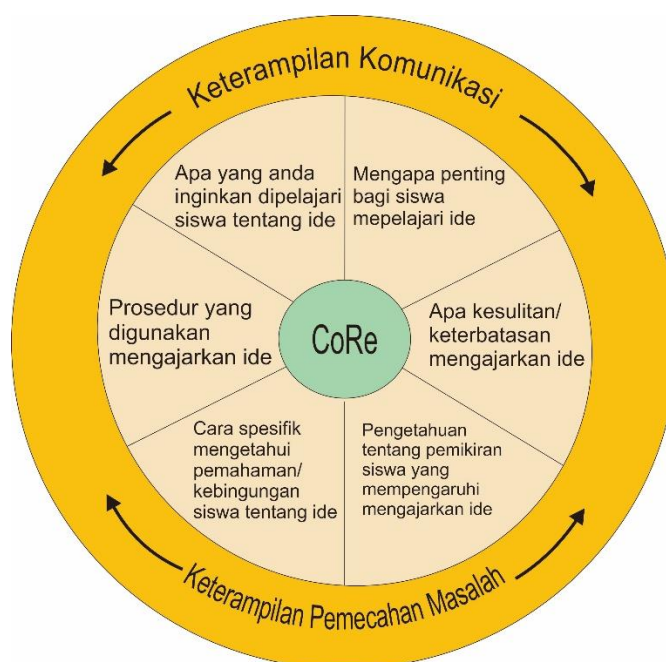 Keterampilan Komunikasi
Apa yang anda
inginkan dipelajari
siswa tentang ide
Mengapa penting
bagi siswa
mepelajari ide
Prosedur yang
digunakan
mengajarkan ide
CoRe
Apa kesulitan/
keterbatasan
mengajarkan ide
Cara spesifik
mengetahui
pemahaman/
kebingungan
siswa tentang ide
Pengetahuan
tentang pemikiran
siswa yang
mempengaruhi
mengajarkan ide
Keterampilan Pemecahan Masalah